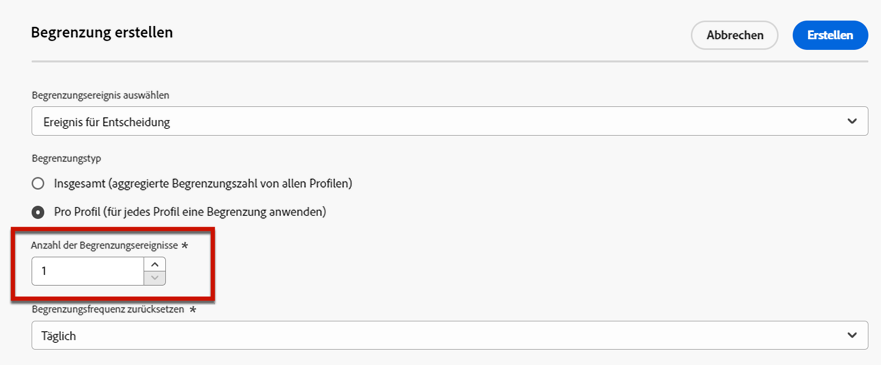 Begrenzung erstellen
Abbrechen
Erstellen
Begrenzungsereignis auswählen
Ereignis für Entscheidung
Begrenzungstyp
Insgesamt (aggregierte Begrenzungszahl von allen Profilen)
Pro Profil (für jedes Profil eine Begrenzung anwenden)
Anzahl der Begrenzungsereignisse *
1
Begrenzungsfrequenz zurücksetzen *
Täglich